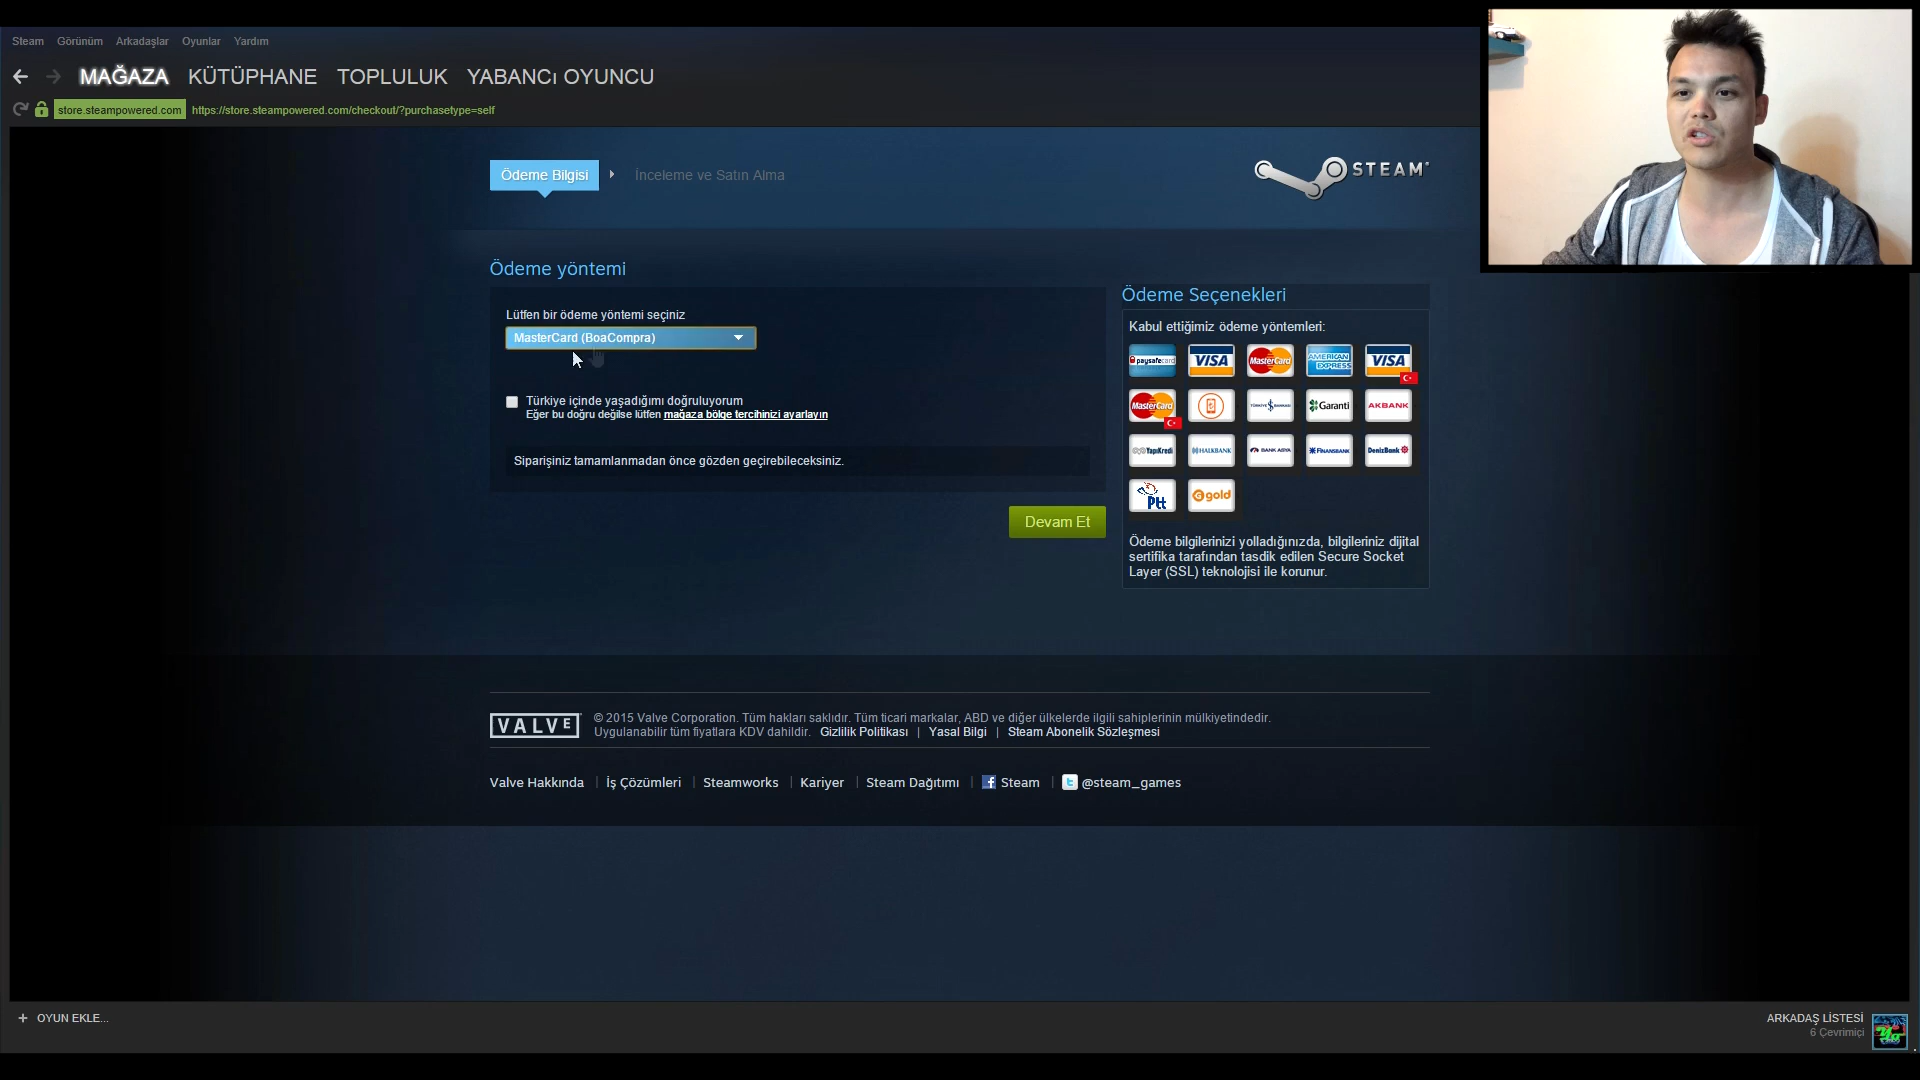 Steam Görünüm Arkadaşlar Oyunlar Yardım
MAĞAZA KÜTÜPHANE TOPLULUK YABANCı OYUNCU
store.steampowered.com https://store.steampowered.com/checkout/?purchasetype=self
Ödeme Bilgisi İnceleme ve Satın Alma
STEAM
Ödeme yöntemi
Lütfen bir ödeme yöntemi seçiniz
MasterCard (BoaCompra)
Türkiye içinde yaşadığımı doğruluyorum
Eğer bu doğru değilse lütfen mağaza bölge tercihinizi ayarlayın
Siparişiniz tamamlanmadan önce gözden geçirebileceksiniz.
Devam Et
Ödeme Seçenekleri
Kabul ettiğimiz ödeme yöntemleri:
paysafecard VISA MasterCard AMERICAN EXPRESS VISA
MasterCard TÜRKİYE BANKASI Garanti AKBANK
YapıKredi HALKBANK BANK ASYA FINANSBANK DenizBank
Ptt gold
Ödeme bilgilerinizi yolladığınızda, bilgileriniz dijital
sertifika tarafından tasdik edilen Secure Socket
Layer (SSL) teknolojisi ile korunur.
VALVE
© 2015 Valve Corporation. Tüm hakları saklıdır. Tüm ticari markalar, ABD ve diğer ülkelerde ilgili sahiplerinin mülkiyetindedir.
Uygulanabilir tüm fiyatlara KDV dahildir. Gizlilik Politikası | Yasal Bilgi | Steam Abonelik Sözleşmesi
Valve Hakkında | İş Çözümleri | Steamworks | Kariyer | Steam Dağıtımı | Steam | @steam_games
+ OYUN EKLE...
ARKADAŞ LİSTESİ
6 Çevrimiçi